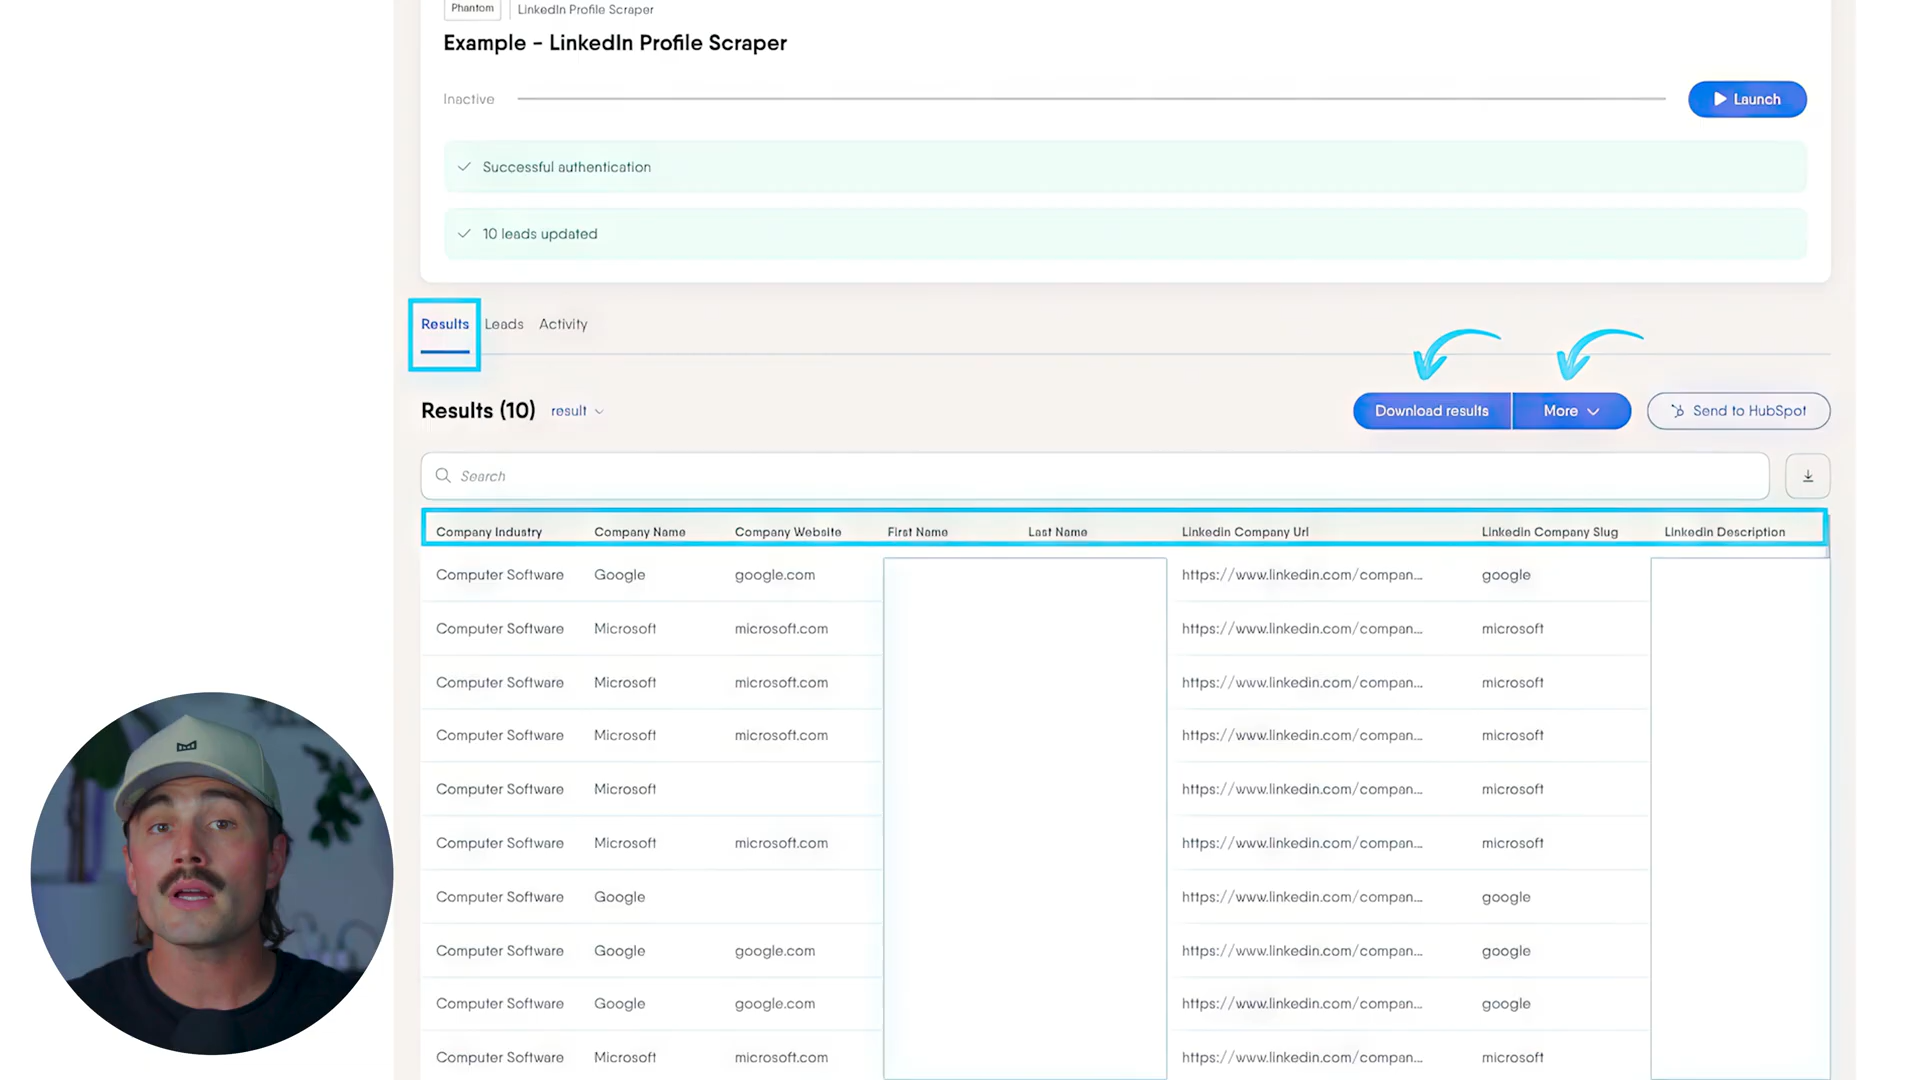 Phantom
LinkedIn Profile Scraper
Example - LinkedIn Profile Scraper
Inactive
Launch
Successful authentication
10 leads updated
Results Leads Activity
Results (10) result
Download results More Send to HubSpot
Search
Company Industry Company Name Company Website First Name Last Name Linkedin Company Url Linkedin Company Slug Linkedin Description
Computer Software Google google.com https://www.linkedin.com/compan... google
Computer Software Microsoft microsoft.com https://www.linkedin.com/compan... microsoft
Computer Software Microsoft microsoft.com https://www.linkedin.com/compan... microsoft
Computer Software Microsoft microsoft.com https://www.linkedin.com/compan... microsoft
Computer Software Microsoft https://www.linkedin.com/compan... microsoft
Computer Software Microsoft microsoft.com https://www.linkedin.com/compan... microsoft
Computer Software Google https://www.linkedin.com/compan... google
Computer Software Google google.com https://www.linkedin.com/compan... google
Computer Software Google google.com https://www.linkedin.com/compan... google
Computer Software Microsoft microsoft.com https://www.linkedin.com/compan... microsoft